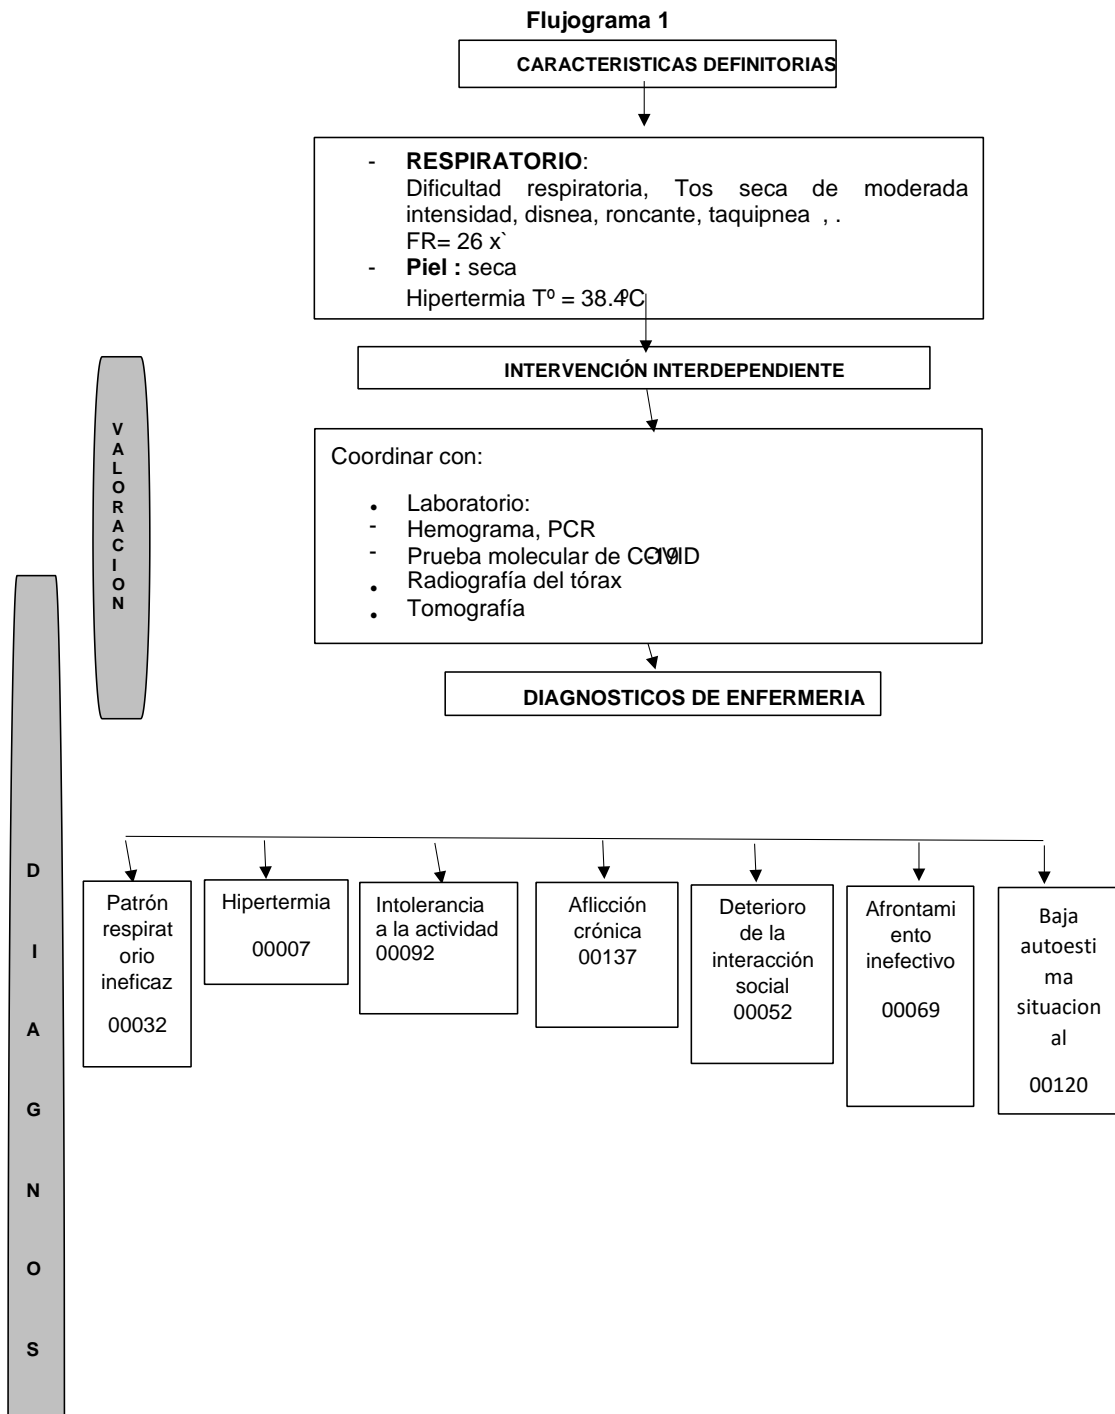 Flujograma 1
CARACTERISTICAS DEFINITORIAS
- RESPIRATORIO:
Dificultad respiratoria, Tos seca de moderada
intensidad, disnea, roncante, taquipnea , .
FR= 26 x`
- Piel : seca
Hipertermia Tº = 38.4ºC
INTERVENCIÓN INTERDEPENDIENTE
Coordinar con:
• Laboratorio:
- Hemograma, PCR
- Prueba molecular de COVID-19
• Radiografía del tórax
• Tomografía
DIAGNOSTICOS DE ENFERMERIA
V
A
L
O
R
A
C
I
O
N
D
I
A
G
N
O
S
Patrón
respirat
orio
ineficaz
00032
Hipertermia
00007
Intolerancia
a la actividad
00092
Aflicción
crónica
00137
Deterioro
de la
interacción
social
00052
Afrontami
ento
inefectivo
00069
Baja
autoesti
ma
situacion
al
00120